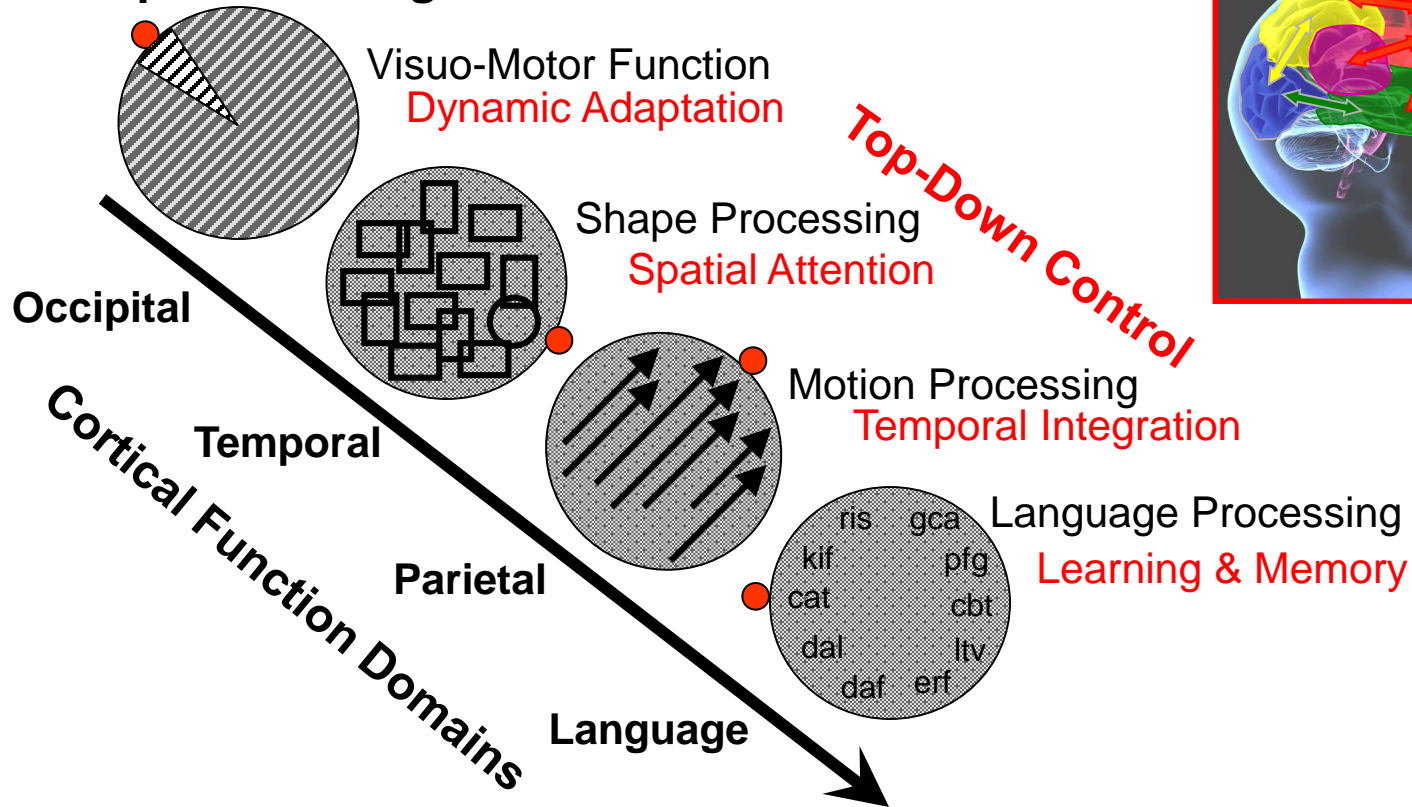 Visuo-Motor Function
Dynamic Adaptation
Top-Down Control
Shape Processing
Spatial Attention
Occipital
Motion Processing
Temporal Integration
Cortical Function Domains
Temporal
ris gca
kif pfg
cat cbt
dal ltv
daf erf
Language Processing
Learning & Memory
Parietal
Language